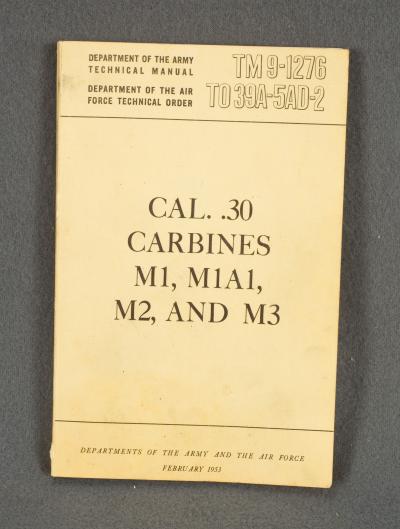 DEPARTMENT OF THE ARMY
TECHNICAL MANUAL
DEPARTMENT OF THE AIR
FORCE TECHNICAL ORDER
TM 9-1276
TO 39A-5AD-2
CAL. .30
CARBINES
M1, M1A1,
M2, AND M3
DEPARTMENTS OF THE ARMY AND THE AIR FORCE
FEBRUARY 1953